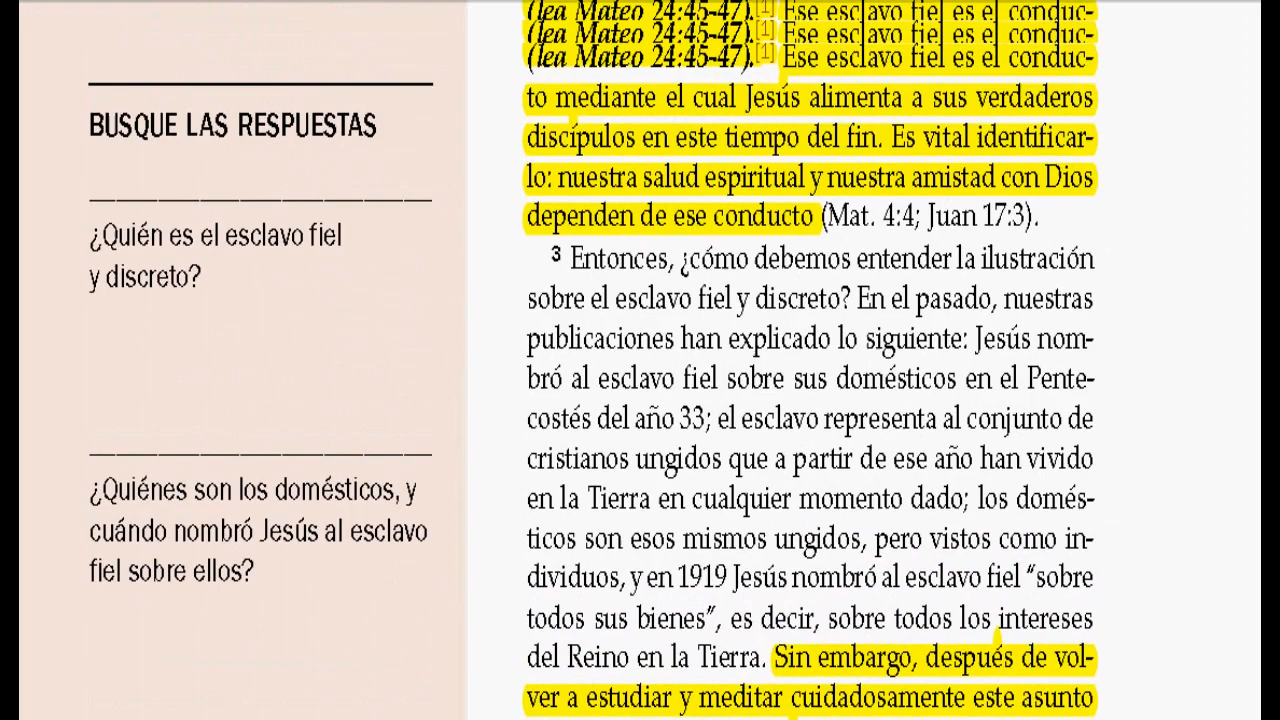 BUSQUE LAS RESPUESTAS
¿Quién es el esclavo fiel
y discreto?
¿Quiénes son los domésticos, y
cuándo nombró Jesús al esclavo
fiel sobre ellos?
(lea Mateo 24:45-47).[1] Ese esclavo fiel es el conduc-
(lea Mateo 24:45-47).[1] Ese esclavo fiel es el conduc-
(lea Mateo 24:45-47).[1] Ese esclavo fiel es el conduc-
to mediante el cual Jesús alimenta a sus verdaderos
discípulos en este tiempo del fin. Es vital identificar-
lo: nuestra salud espiritual y nuestra amistad con Dios
dependen de ese conducto (Mat. 4:4; Juan 17:3).
3 Entonces, ¿cómo debemos entender la ilustración
sobre el esclavo fiel y discreto? En el pasado, nuestras
publicaciones han explicado lo siguiente: Jesús nom-
bró al esclavo fiel sobre sus domésticos en el Pente-
costés del año 33; el esclavo representa al conjunto de
cristianos ungidos que a partir de ese año han vivido
en la Tierra en cualquier momento dado; los domés-
ticos son esos mismos ungidos, pero vistos como in-
dividuos, y en 1919 Jesús nombró al esclavo fiel “sobre
todos sus bienes”, es decir, sobre todos los intereses
del Reino en la Tierra. Sin embargo, después de vol-
ver a estudiar y meditar cuidadosamente este asunto